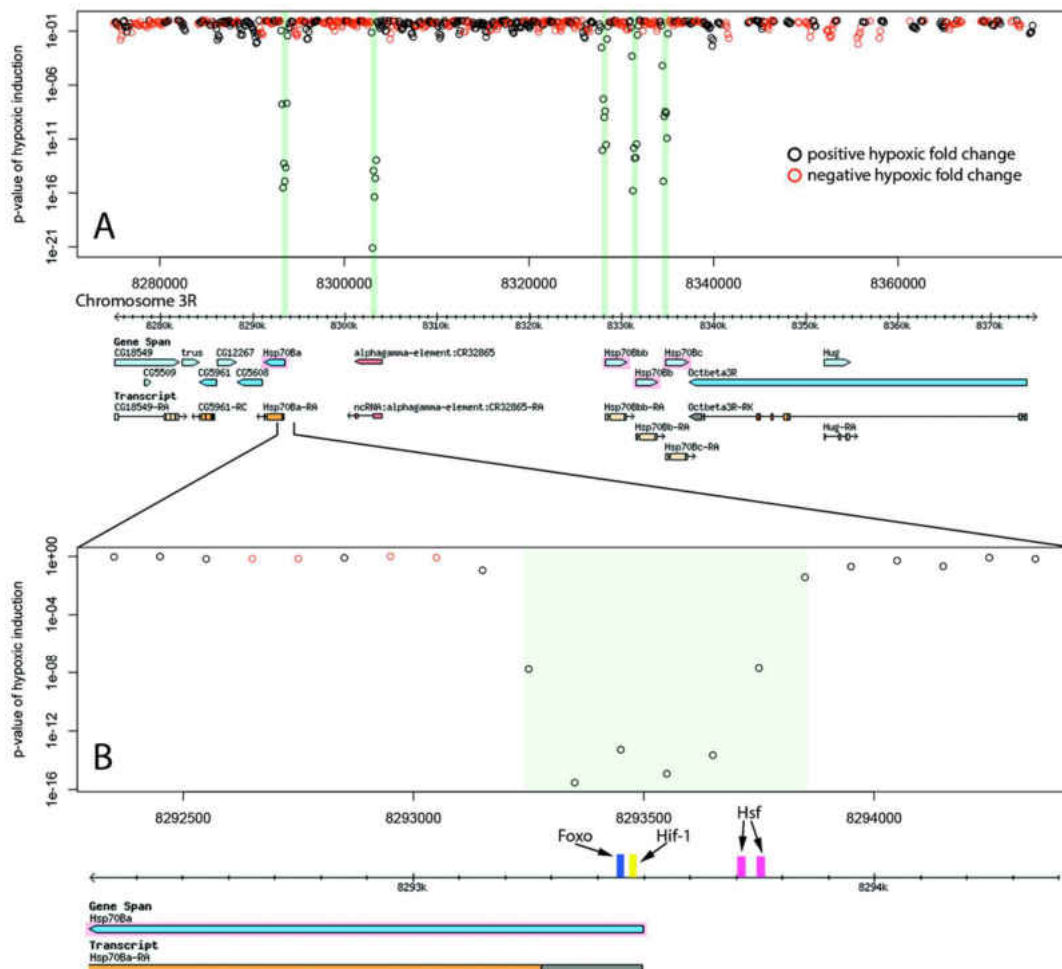 1e-01
1e-06
1e-11
1e-16
1e-21
p-value of hypoxic induction
positive hypoxic fold change
negative hypoxic fold change
A
8280000 8300000 8320000 8340000 8360000
Chromosome 3R
8280k 8290k 8300k 8310k 8320k 8330k 8340k 8350k 8360k 8370k
Gene Span
CG18549 trus CG12267 Hsp70Ba alphagamma-element:CR32865 Hsp70Bbb Hsp70Bc Hug
CG5509 CG5961 CG5608 Hsp70Bb Octbeta3R
Transcript
CG18549-RA CG5961-RC Hsp70Ba-RA ncRNA:alphagamma-element:CR32865-RA Hsp70Bbb-RA Octbeta3R-RX
Hsp70Bb-RA Hug-RA
Hsp70Bc-RA
1e+00
1e-04
1e-08
1e-12
1e-16
p-value of hypoxic induction
B
8292500 8293000 8293500 8294000
Foxo Hif-1 Hsf
8293k 8294k
Gene Span
Hsp70Ba
Transcript
Hsp70Ba-RA